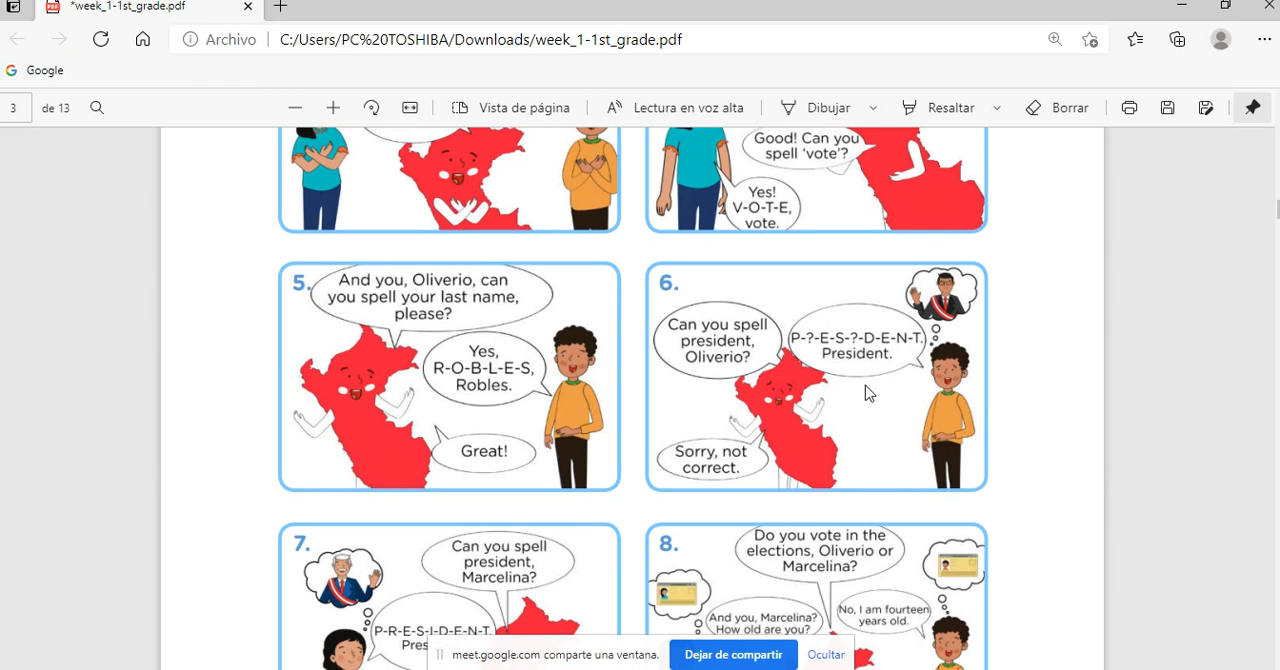 *week_1-1st_grade.pdf
Archivo
C:/Users/PC%20TOSHIBA/Downloads/week_1-1st_grade.pdf
Google
3
de 13
Vista de página
Lectura en voz alta
Dibujar
Resaltar
Borrar
Good! Can you
spell ‘vote’?
Yes!
V-O-T-E,
vote.
5.
And you, Oliverio, can
you spell your last name,
please?
Yes,
R-O-B-L-E-S,
Robles.
Great!
6.
Can you spell
president,
Oliverio?
P-?-E-S-?-D-E-N-T.
President.
Sorry, not
correct.
7.
Can you spell
president,
Marcelina?
P-R-E-S-I-D-E-N-T.
8.
Do you vote in the
elections, Oliverio or
Marcelina?
And you, Marcelina?
How old are you?
No, I am fourteen
years old.
meet.google.com comparte una ventana.
Dejar de compartir
Ocultar